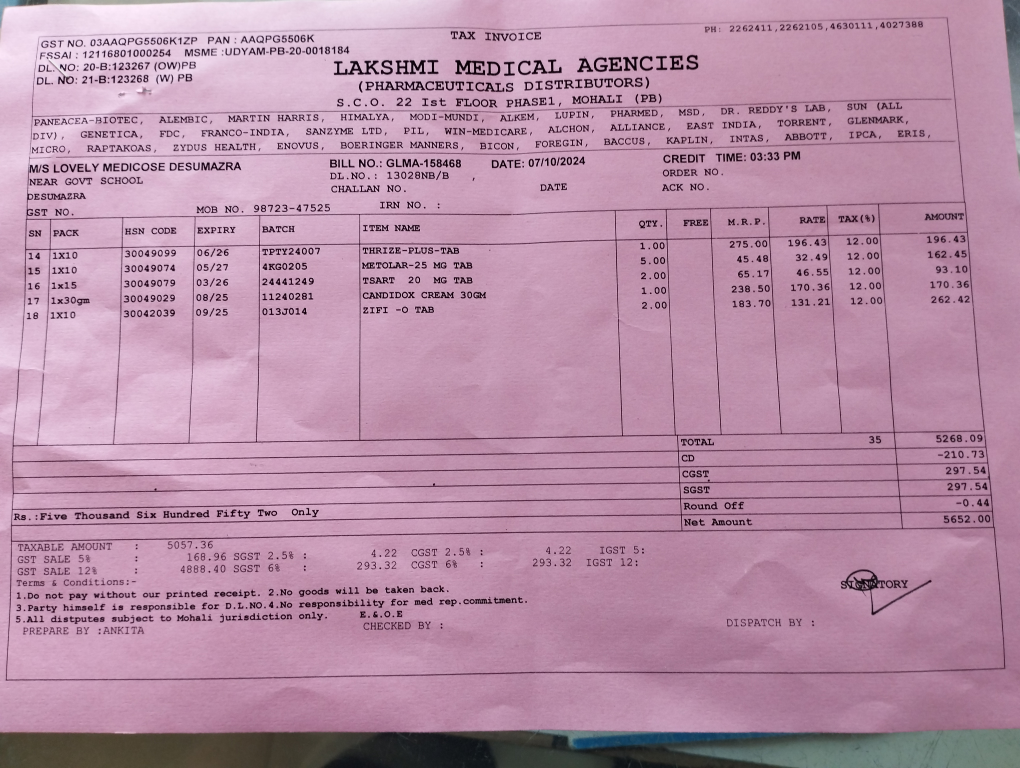 GST NO. 03AAQPG5506K1ZP PAN : AAQPG5506K TAX INVOICE PH: 2262411,2262105,4630111,4027388
FSSAI : 12116801000254 MSME :UDYAM-PB-20-0018184
DL. NO: 20-B:123267 (OW)PB
DL. NO: 21-B:123268 (W) PB
LAKSHMI MEDICAL AGENCIES
(PHARMACEUTICALS DISTRIBUTORS)
S.C.O. 22 Ist FLOOR PHASE1, MOHALI (PB)
PANEACEA-BIOTEC, ALEMBIC, MARTIN HARRIS, HIMALYA, MODI-MUNDI, ALKEM, LUPIN, PHARMED, MSD, DR. REDDY'S LAB, SUN (ALL
DIV), GENETICA, FDC, FRANCO-INDIA, SANZYME LTD, PIL, WIN-MEDICARE, ALCHON, ALLIANCE, EAST INDIA, TORRENT, GLENMARK,
MICRO, RAPTAKOAS, ZYDUS HEALTH, ENOVUS, BOERINGER MANNERS, BICON, FOREGIN, BACCUS, KAPLIN, INTAS, ABBOTT, IPCA, ERIS,
M/S LOVELY MEDICOSE DESUMAZRA BILL NO.: GLMA-158468 DATE: 07/10/2024 CREDIT TIME: 03:33 PM
NEAR GOVT SCHOOL DL.NO.: 13028NB/B , ORDER NO.
DESUMAZRA CHALLAN NO. DATE ACK NO.
GST NO. MOB NO. 98723-47525 IRN NO. :
SN PACK HSN CODE EXPIRY BATCH ITEM NAME QTY. FREE M.R.P. RATE TAX(%) AMOUNT
14 1X10 30049099 06/26 TPTY24007 THRIZE-PLUS-TAB 1.00 275.00 196.43 12.00 196.43
15 1X10 30049074 05/27 4KG0205 METOLAR-25 MG TAB 5.00 45.48 32.49 12.00 162.45
16 1x15 30049079 03/26 24441249 TSART 20 MG TAB 2.00 65.17 46.55 12.00 93.10
17 1x30gm 30049029 08/25 11240281 CANDIDOX CREAM 30GM 1.00 238.50 170.36 12.00 170.36
18 1X10 30042039 09/25 013J014 ZIFI -O TAB 2.00 183.70 131.21 12.00 262.42
TOTAL 35 5268.09
CD -210.73
CGST 297.54
SGST 297.54
Round Off -0.44
Rs.:Five Thousand Six Hundred Fifty Two Only Net Amount 5652.00
TAXABLE AMOUNT : 5057.36
GST SALE 5% : 168.96 SGST 2.5% : 4.22 CGST 2.5% : 4.22 IGST 5:
GST SALE 12% : 4888.40 SGST 6% : 293.32 CGST 6% : 293.32 IGST 12:
Terms & Conditions:-
1.Do not pay without our printed receipt. 2.No goods will be taken back.
3.Party himself is responsible for D.L.NO.4.No responsibility for med rep.commitment.
5.All distputes subject to Mohali jurisdiction only. E.&.O.E
PREPARE BY :ANKITA CHECKED BY : DISPATCH BY :
SIGNATORY